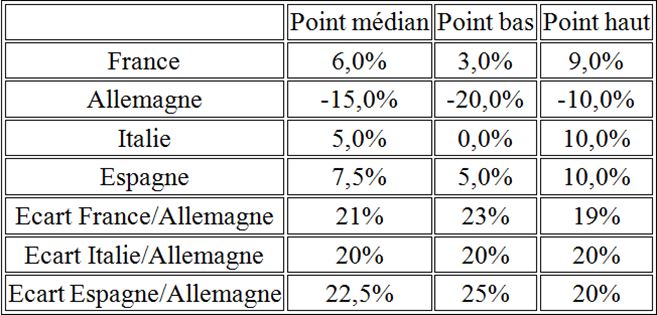 Point médian Point bas Point haut
France 6,0% 3,0% 9,0%
Allemagne -15,0% -20,0% -10,0%
Italie 5,0% 0,0% 10,0%
Espagne 7,5% 5,0% 10,0%
Ecart France/Allemagne 21% 23% 19%
Ecart Italie/Allemagne 20% 20% 20%
Ecart Espagne/Allemagne 22,5% 25% 20%